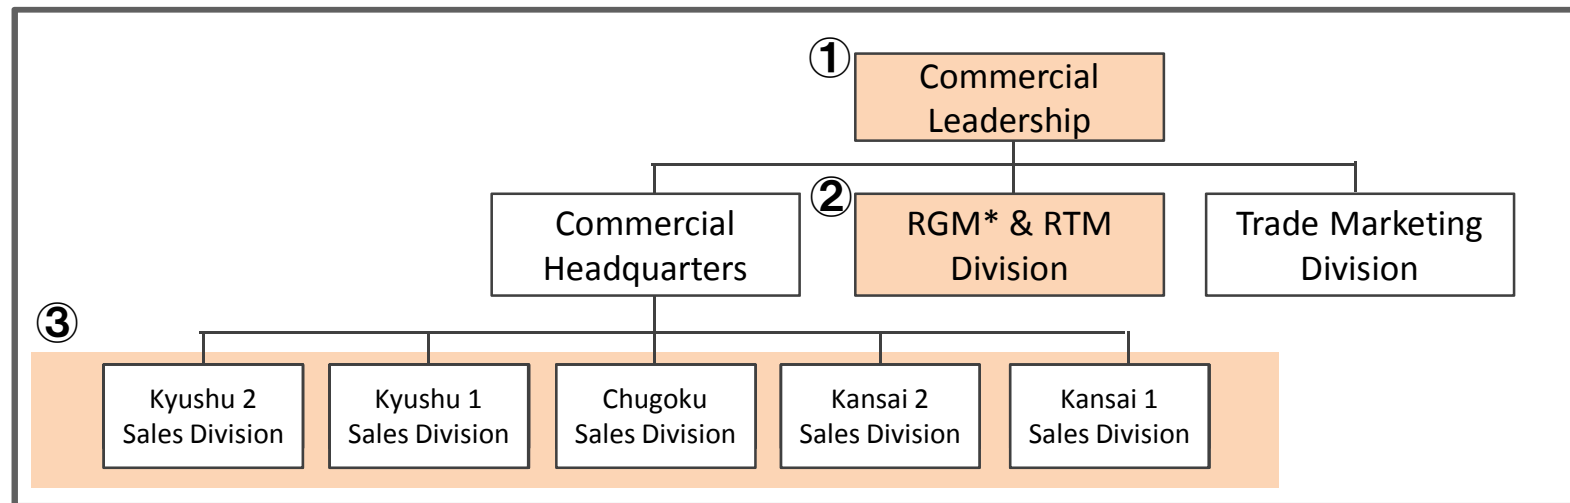 ①
Commercial
Leadership
Commercial
Headquarters
②
RGM* & RTM
Division
Trade Marketing
Division
③
Kyushu 2
Sales Division
Kyushu 1
Sales Division
Chugoku
Sales Division
Kansai 2
Sales Division
Kansai 1
Sales Division